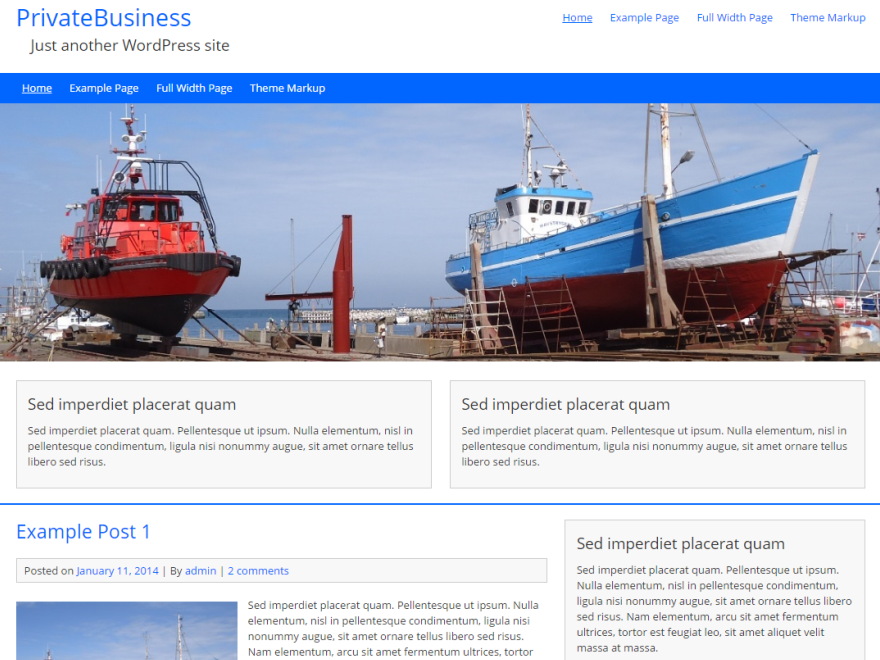 PrivateBusiness
Just another WordPress site
Home Example Page Full Width Page Theme Markup
Home Example Page Full Width Page Theme Markup
Sed imperdiet placerat quam
Sed imperdiet placerat quam. Pellentesque ut ipsum. Nulla elementum, nisl in
pellentesque condimentum, ligula nisi nonummy augue, sit amet ornare tellus
libero sed risus.
Sed imperdiet placerat quam
Sed imperdiet placerat quam. Pellentesque ut ipsum. Nulla elementum, nisl in
pellentesque condimentum, ligula nisi nonummy augue, sit amet ornare tellus
libero sed risus.
Example Post 1
Posted on January 11, 2014 | By admin | 2 comments
Sed imperdiet placerat quam. Pellentesque ut ipsum. Nulla
elementum, nisl in pellentesque condimentum, ligula nisi
nonummy augue, sit amet ornare tellus libero sed risus.
Nam elementum, arcu sit amet fermentum ultrices, tortor
Sed imperdiet placerat quam
Sed imperdiet placerat quam. Pellentesque ut ipsum.
Nulla elementum, nisl in pellentesque condimentum,
ligula nisi nonummy augue, sit amet ornare tellus libero
sed risus. Nam elementum, arcu sit amet fermentum
ultrices, tortor est feugiat leo, sit amet aliquet velit
massa at massa.